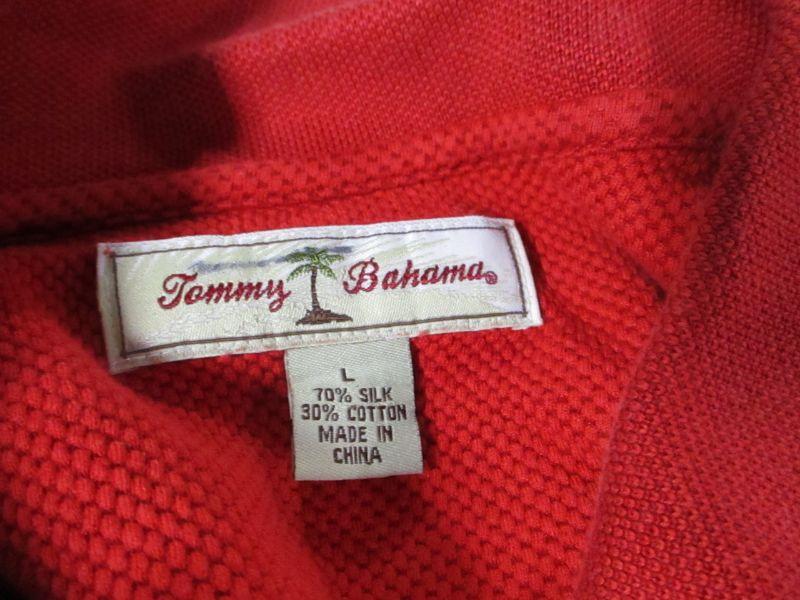 Tommy Bahama®
L
70% SILK
30% COTTON
MADE IN
CHINA